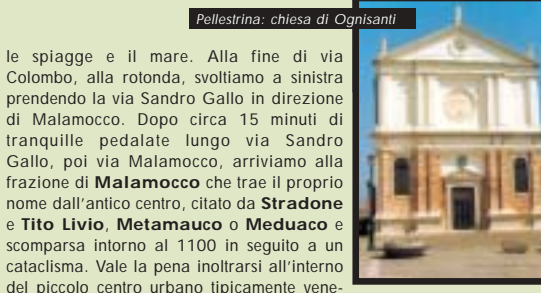 Pellestrina: chiesa di Ognisanti
le spiagge e il mare. Alla fine di via
Colombo, alla rotonda, svoltiamo a sinistra
prendendo la via Sandro Gallo in direzione
di Malamocco. Dopo circa 15 minuti di
tranquille pedalate lungo via Sandro
Gallo, poi via Malamocco, arriviamo alla
frazione di Malamocco che trae il proprio
nome dall'antico centro, citato da Stradone
e Tito Livio, Metamauco o Meduaco e
scomparsa intorno al 1100 in seguito a un
cataclisma. Vale la pena inoltrarsi all'interno
del piccolo centro urbano tipicamente vene-